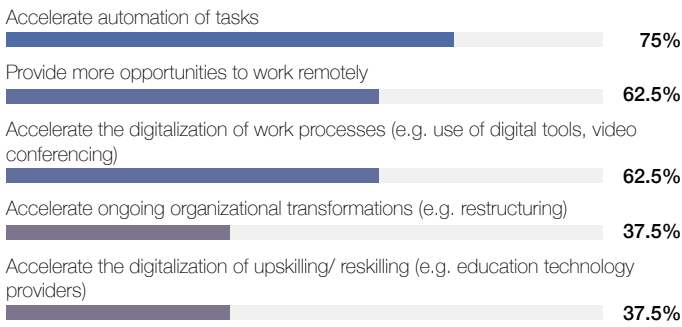 Accelerate automation of tasks
75%
Provide more opportunities to work remotely
62.5%
Accelerate the digitalization of work processes (e.g. use of digital tools, video
conferencing)
62.5%
Accelerate ongoing organizational transformations (e.g. restructuring)
37.5%
Accelerate the digitalization of upskilling/ reskilling (e.g. education technology
providers)
37.5%